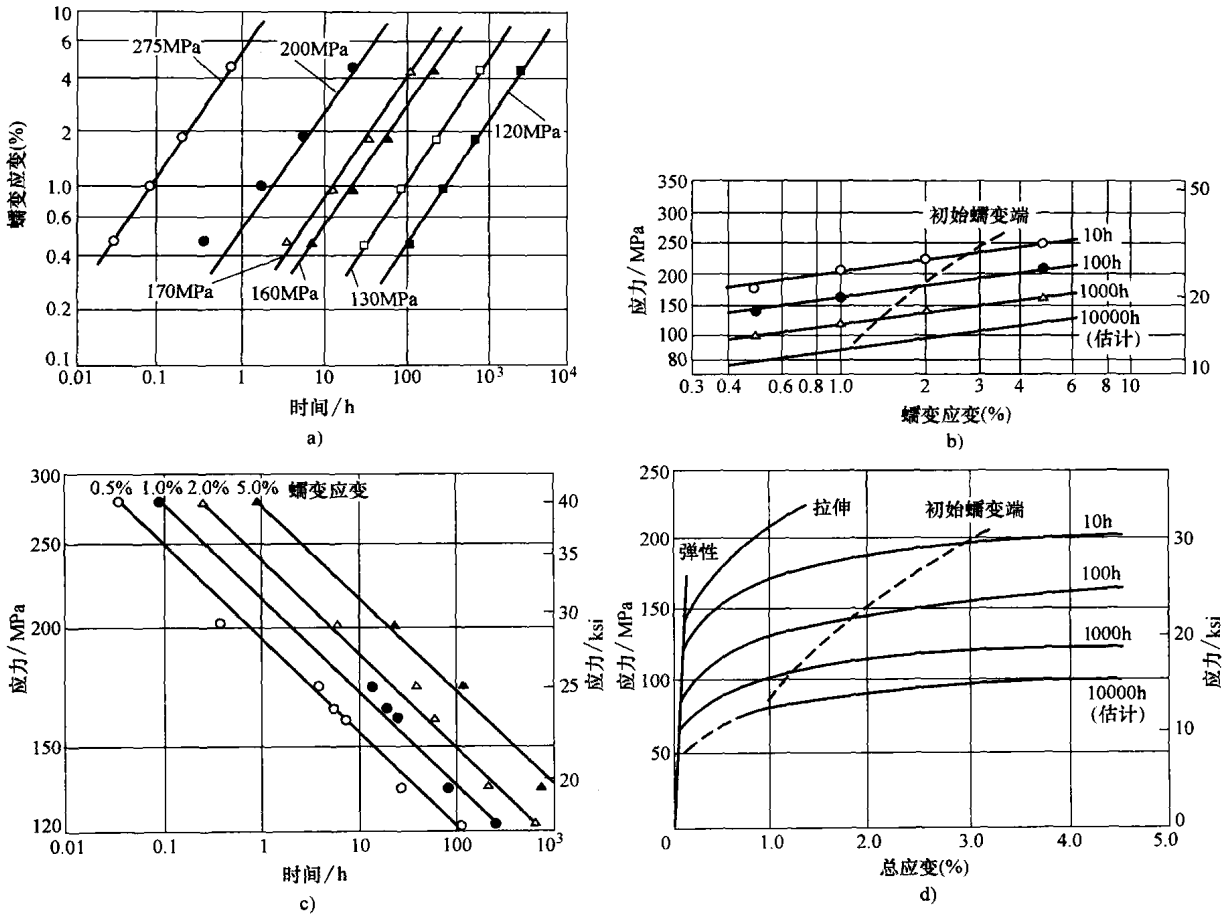 10
6
4
2
1.0
0.6
0.4
0.2
0.1
蠕变应变(%)
275MPa
200MPa
120MPa
170MPa
160MPa
130MPa
0.01
0.1
1
10
100
10³
10⁴
时间/h
a)
350
300
250
200
150
100
80
应力/MPa
初始蠕变端
10h
100h
1000h
10000h
(估计)
50
20
10
0.3
0.4
0.6
0.8
1.0
2
3
4
6
8
10
蠕变应变(%)
b)
300
250
200
150
120
应力/MPa
0.5%
1.0%
2.0%
5.0%
蠕变应变
40
35
30
25
20
应力/ksi
0.01
0.1
1
10
100
10³
时间/h
c)
250
200
150
100
50
0
应力/MPa
弹性
拉伸
初始蠕变端
10h
100h
1000h
10000h
(估计)
30
20
10
0
应力/ksi
1.0
2.0
3.0
4.0
5.0
总应变(%)
d)